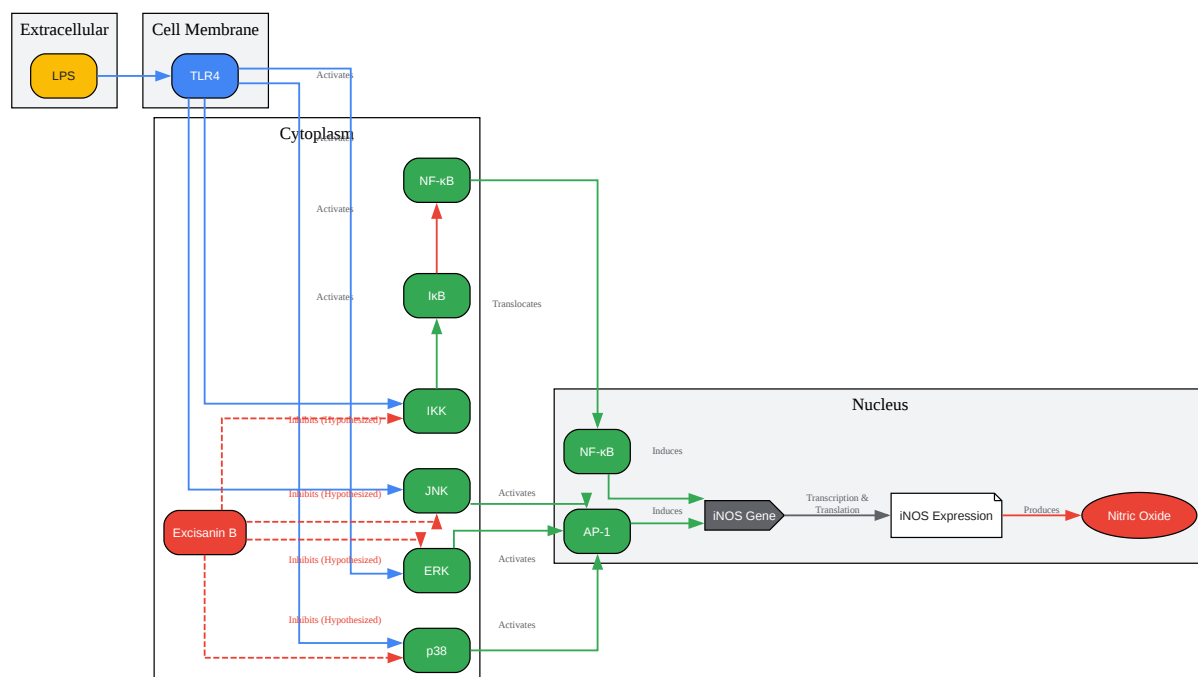 Extracellular
Cell Membrane
LPS
TLR4
Activates
Cytoplasm
Activates
NF-κB
Activates
IκB
Activates
Translocates
IKK
Inhibits (Hypothesized)
Nucleus
NF-κB
Induces
JNK
Inhibits (Hypothesized)
Activates
Induces
iNOS Gene
Transcription &
Translation
iNOS Expression
Produces
Nitric Oxide
Excisanin B
AP-1
Inhibits (Hypothesized)
ERK
Activates
Inhibits (Hypothesized)
Activates
p38